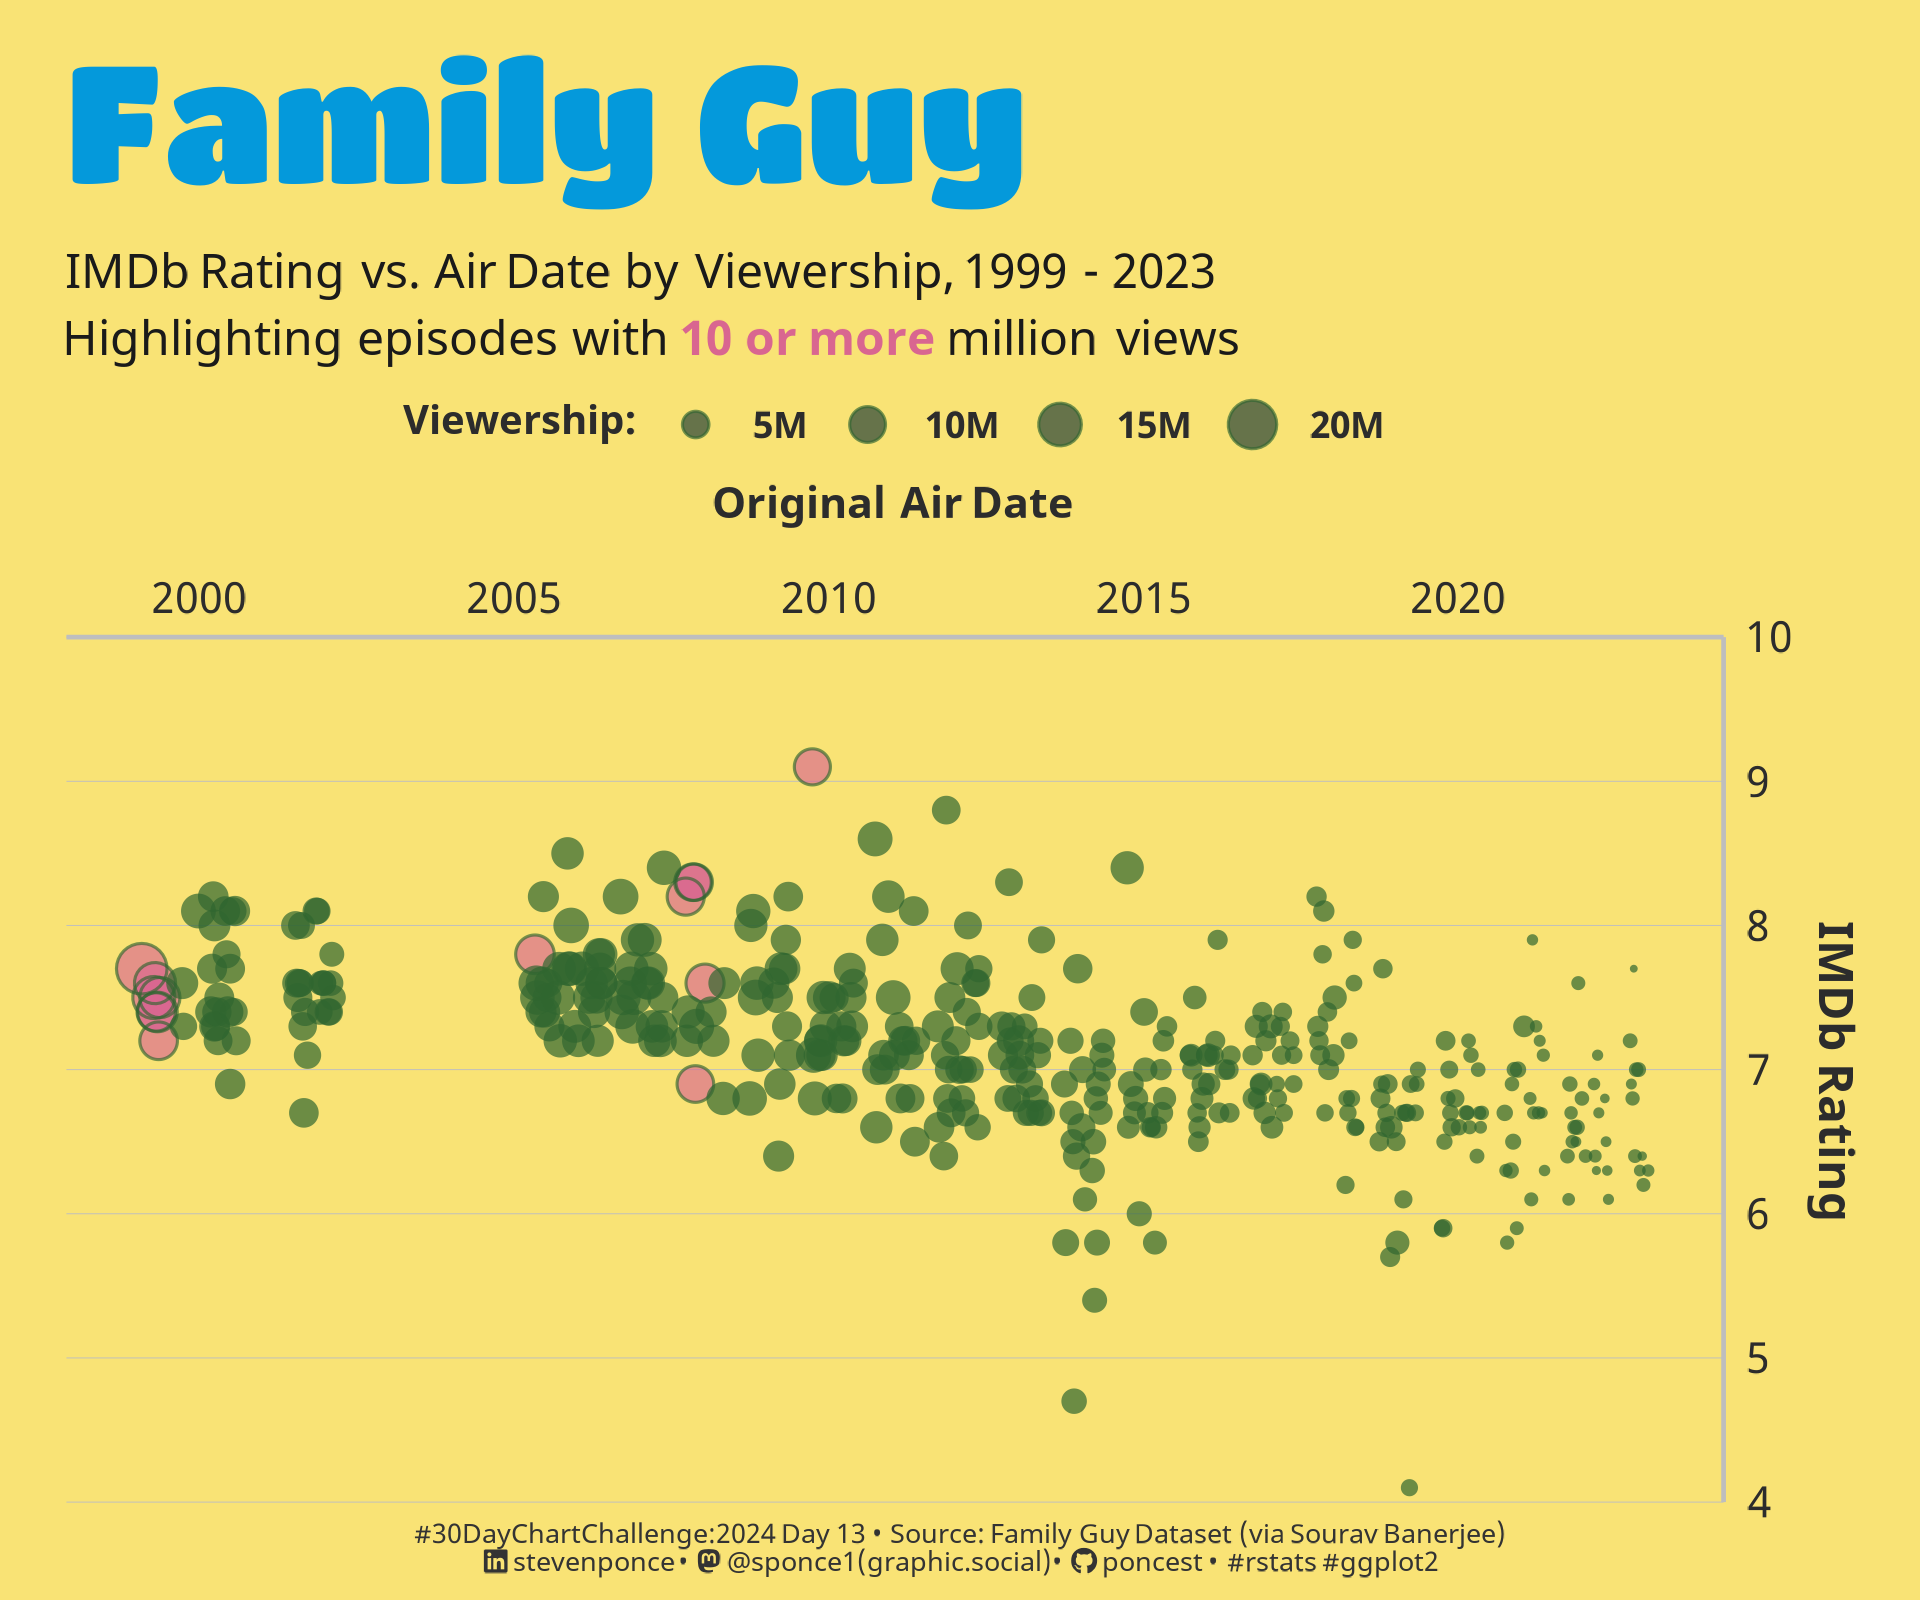 Family Guy
IMDb Rating vs. Air Date by Viewership, 1999 - 2023
Highlighting episodes with 10 or more million views
Viewership: 5M 10M 15M 20M
Original Air Date
2000 2005 2010 2015 2020
10
9
8
7
6
5
4
IMDb Rating
#30DayChartChallenge:2024 Day 13 • Source: Family Guy Dataset (via Sourav Banerjee)
stevenponce • @sponce1(graphic.social) • poncest • #rstats #ggplot2